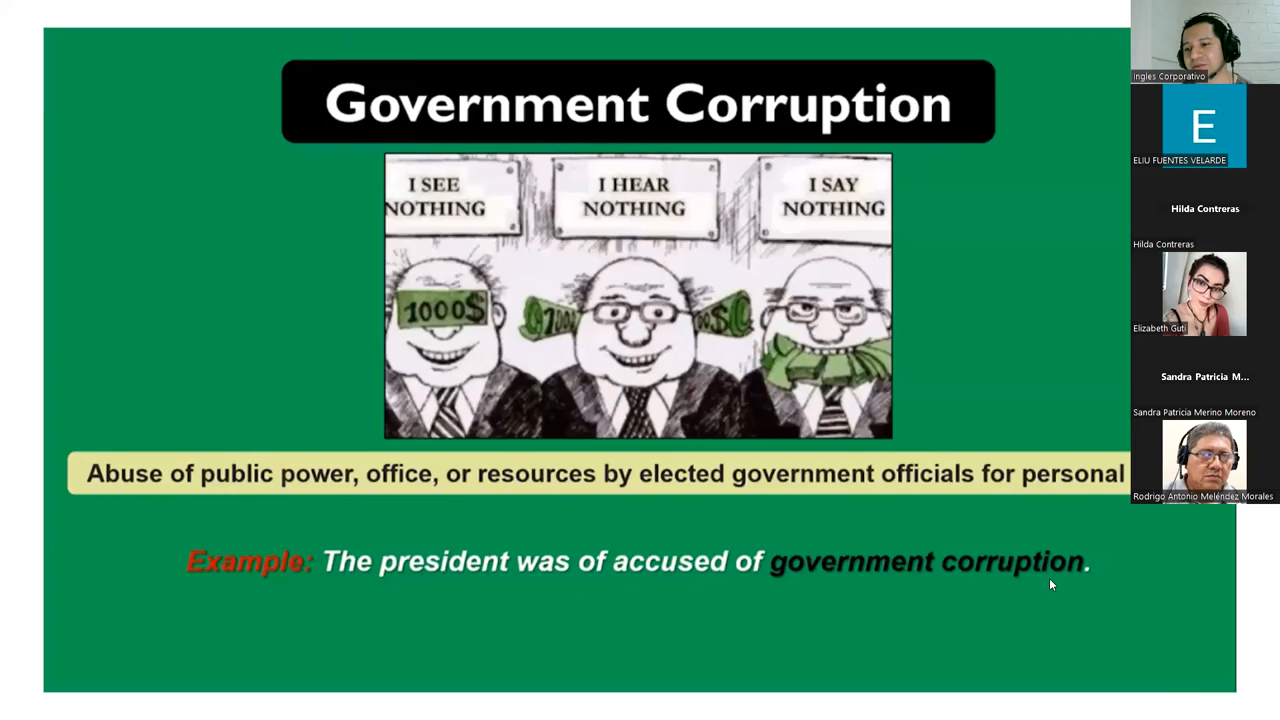 Government Corruption
I SEE
NOTHING
I HEAR
NOTHING
I SAY
NOTHING
1000$
Abuse of public power, office, or resources by elected government officials for personal
Example: The president was of accused of government corruption.
Ingles Corporativo
E
ELIU FUENTES VELARDE
Hilda Contreras
Hilda Contreras
Elizabeth Guti
Sandra Patricia M...
Sandra Patricia Merino Moreno
Rodrigo Antonio Meléndez Morales